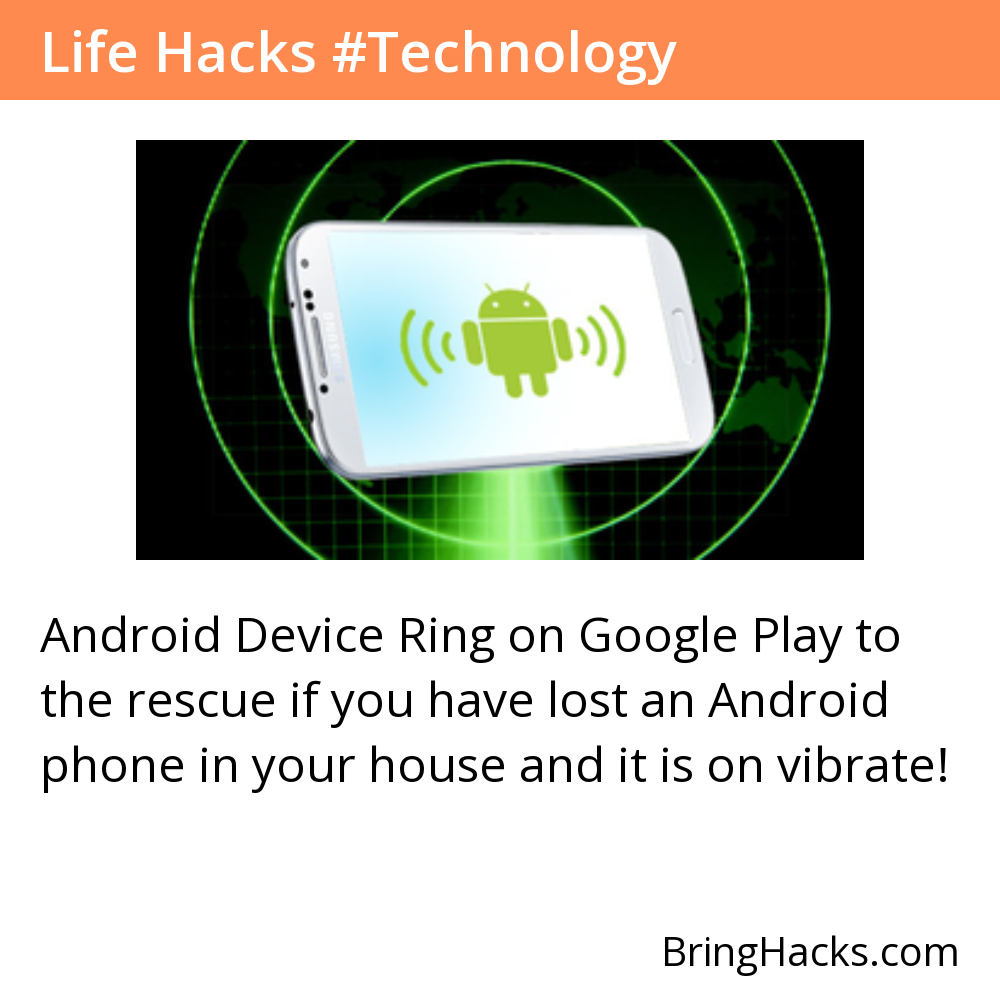 Life Hacks #Technology
SAMSUNG
Android Device Ring on Google Play to
the rescue if you have lost an Android
phone in your house and it is on vibrate!
BringHacks.com